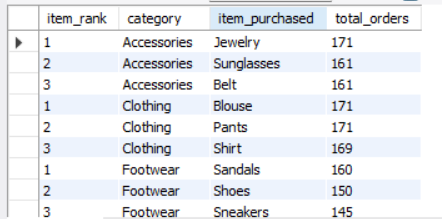 item_rank category item_purchased total_orders
1 Accessories Jewelry 171
2 Accessories Sunglasses 161
3 Accessories Belt 161
1 Clothing Blouse 171
2 Clothing Pants 171
3 Clothing Shirt 169
1 Footwear Sandals 160
2 Footwear Shoes 150
3 Footwear Sneakers 145